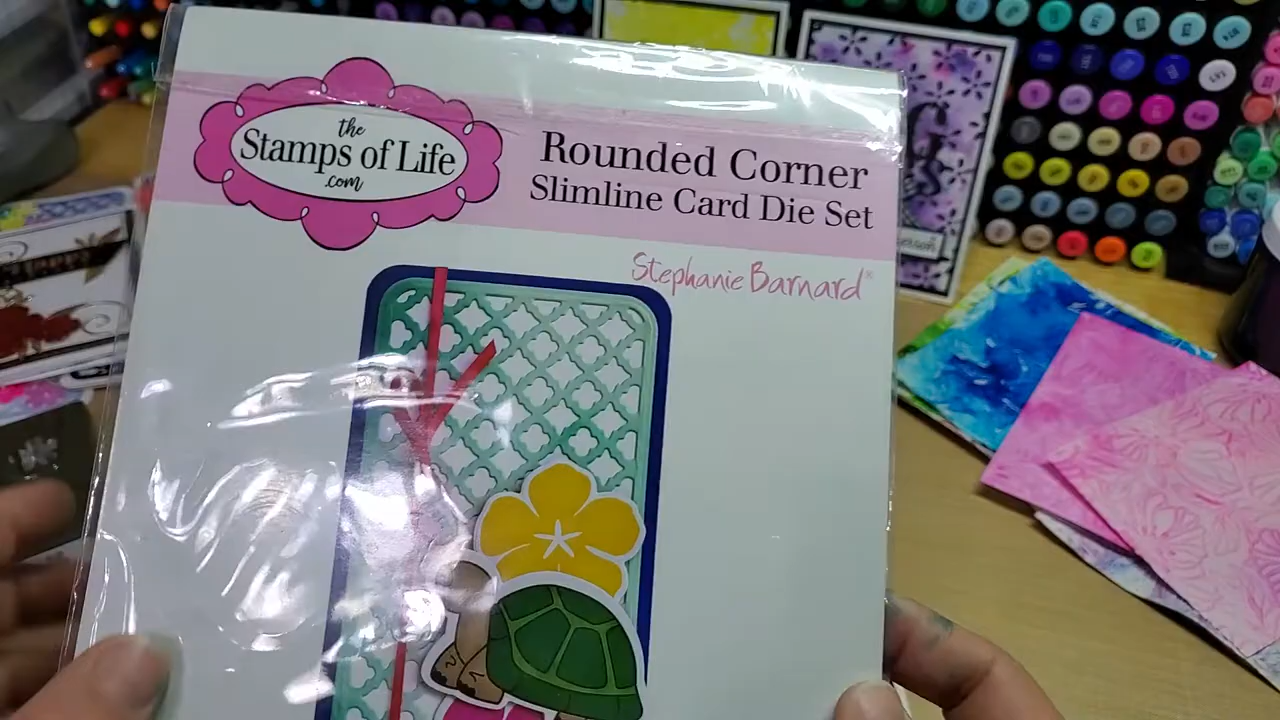 the
Stamps of Life
.com
Rounded Corner
Slimline Card Die Set
Stephanie Barnard®